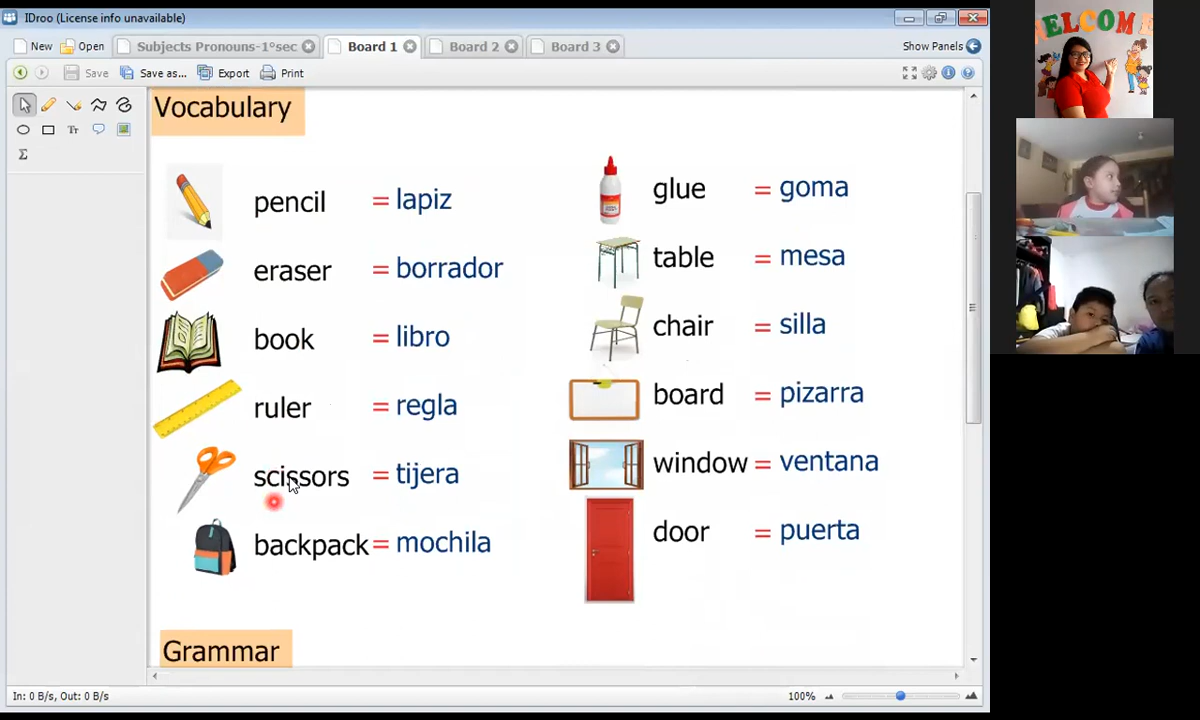 IDroo (License info unavailable)
New Open Subjects Pronouns-1°sec Board 1 Board 2 Board 3 Show Panels
Save Save as... Export Print
Vocabulary
pencil = lapiz
eraser = borrador
book = libro
ruler = regla
scissors = tijera
backpack = mochila
glue = goma
table = mesa
chair = silla
board = pizarra
window = ventana
door = puerta
Grammar
In: 0 B/s, Out: 0 B/s
100%
WELCOME